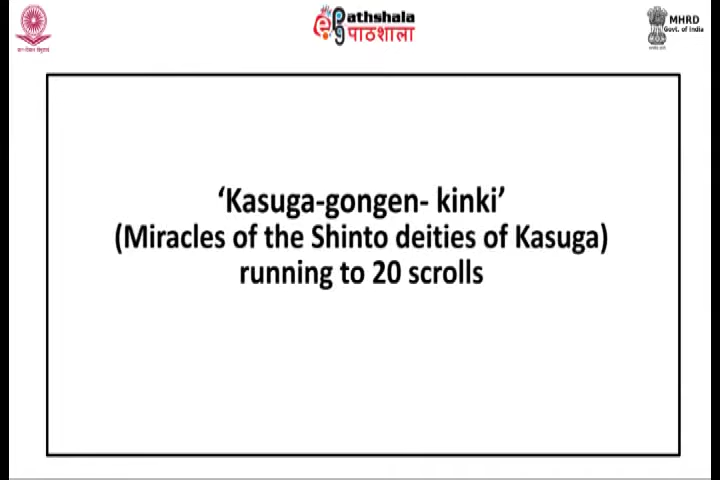 ePathshala
पाठशाला
MHRD
Govt. of India
‘Kasuga-gongen- kinki’
(Miracles of the Shinto deities of Kasuga)
running to 20 scrolls